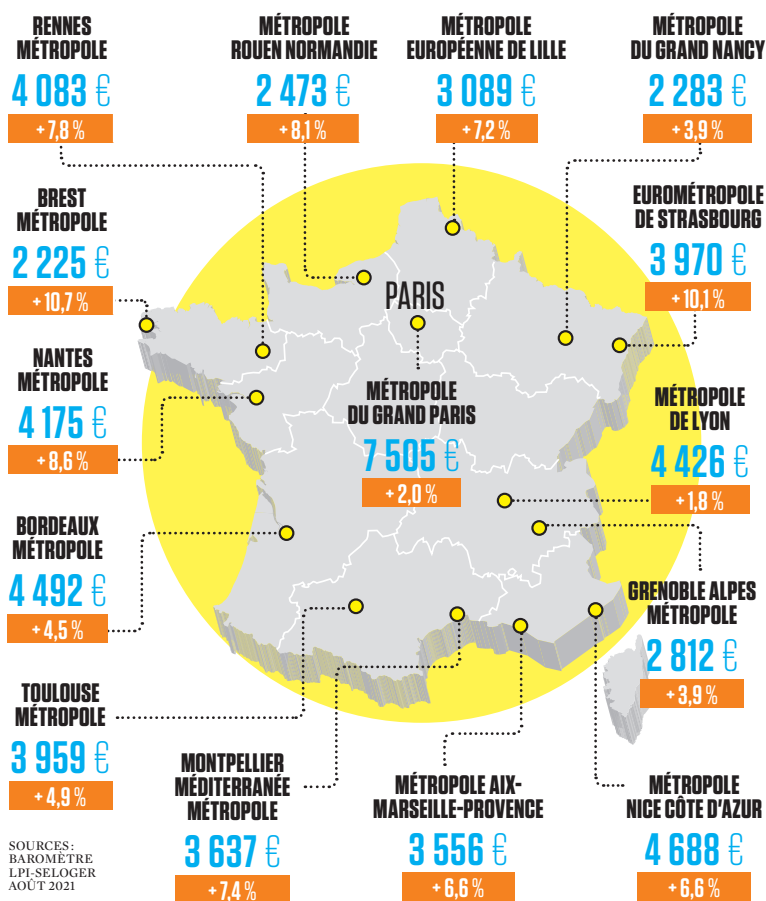 RENNES
MÉTROPOLE
4 083 €
+7,8 %
MÉTROPOLE
ROUEN NORMANDIE
2 473 €
+8,1 %
MÉTROPOLE
EUROPÉENNE DE LILLE
3 089 €
+7,2 %
MÉTROPOLE
DU GRAND NANCY
2 283 €
+3,9 %
BREST
MÉTROPOLE
2 225 €
+10,7 %
EUROMÉTROPOLE
DE STRASBOURG
3 970 €
+10,1 %
PARIS
MÉTROPOLE
DU GRAND PARIS
7 505 €
+2,0 %
NANTES
MÉTROPOLE
4 175 €
+8,6 %
MÉTROPOLE
DE LYON
4 426 €
+1,8 %
BORDEAUX
MÉTROPOLE
4 492 €
+4,5 %
GRENOBLE ALPES
MÉTROPOLE
2 812 €
+3,9 %
TOULOUSE
MÉTROPOLE
3 959 €
+4,9 %
MONTPELLIER
MÉDITERRANÉE
MÉTROPOLE
3 637 €
+7,4 %
MÉTROPOLE AIX-
MARSEILLE-PROVENCE
3 556 €
+6,6 %
MÉTROPOLE
NICE CÔTE D'AZUR
4 688 €
+6,6 %
SOURCES:
BAROMÈTRE
LPI-SELOGER
AOÛT 2021